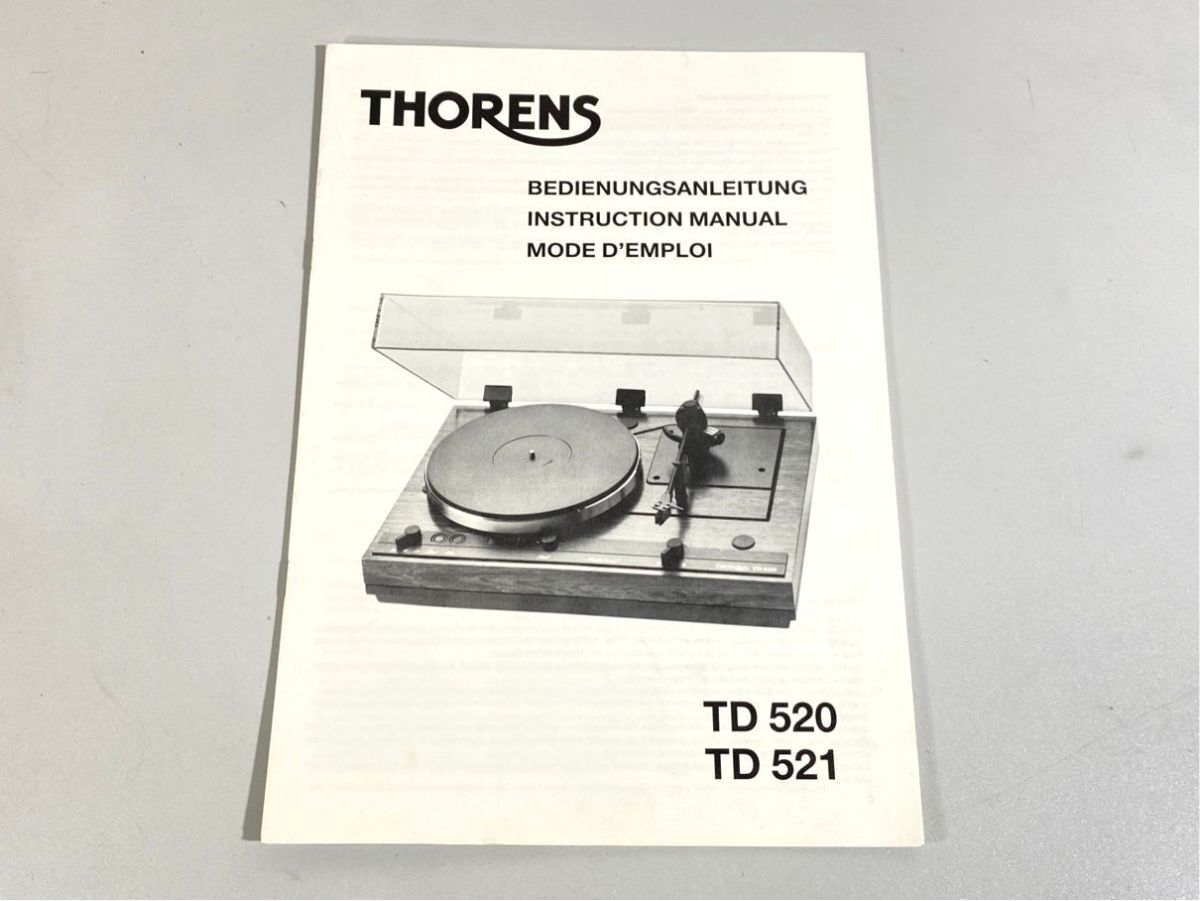 THORENS
BEDIENUNGSANLEITUNG
INSTRUCTION MANUAL
MODE D'EMPLOI
TD 520
TD 521